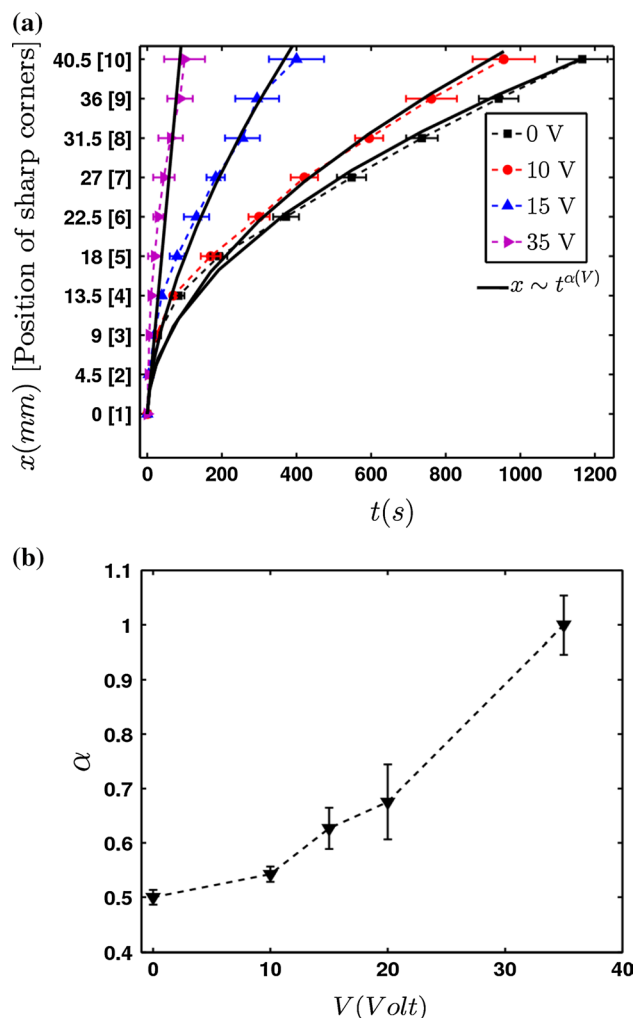 (a)
x(mm) [Position of sharp corners]
40.5 [10]
36 [9]
31.5 [8]
27 [7]
22.5 [6]
18 [5]
13.5 [4]
9 [3]
4.5 [2]
0 [1]
0 V
10 V
15 V
35 V
x ∼ t^α(V)
0 200 400 600 800 1000 1200
t(s)
(b)
α
1.1
1
0.9
0.8
0.7
0.6
0.5
0.4
0 10 20 30 40
V(Volt)